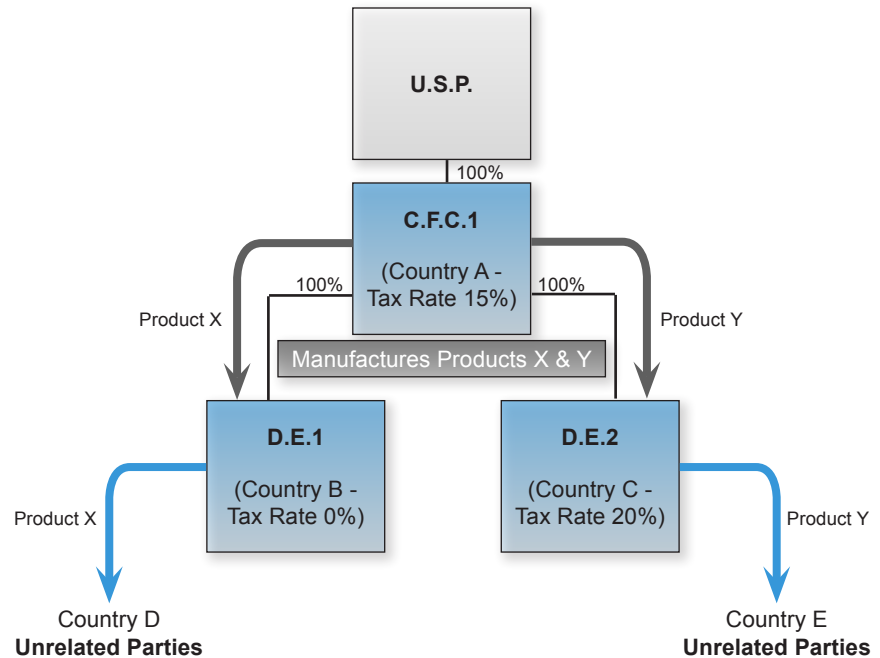 U.S.P.
100%
C.F.C.1
(Country A -
Tax Rate 15%)
100%
100%
Product X
Product Y
Manufactures Products X & Y
D.E.1
(Country B -
Tax Rate 0%)
D.E.2
(Country C -
Tax Rate 20%)
Product X
Product Y
Country D
Unrelated Parties
Country E
Unrelated Parties